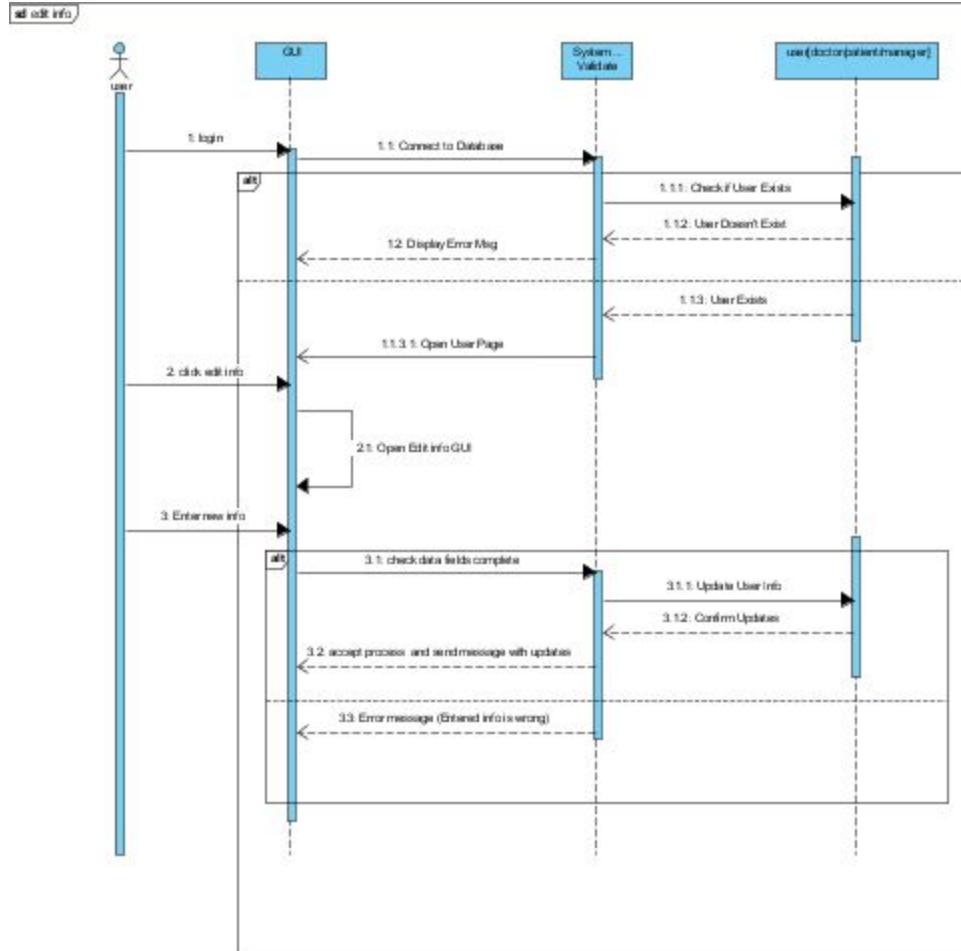 sd edit info
user
GUI
System...
Validate
user(doctor/patient/manager)
1: login
1.1: Connect to Database
alt
1.1.1: Check if User Exists
1.1.2: User Doesn't Exist
1.2: Display Error Msg
1.1.3: User Exists
1.1.3.1: Open User Page
2: click edit info
2.1: Open Edit info GUI
3: Enter new info
alt
3.1: check data fields complete
3.1.1: Update User Info
3.1.2: Confirm Updates
3.2: accept process and send message with updates
3.3: Error message (Entered info is wrong)